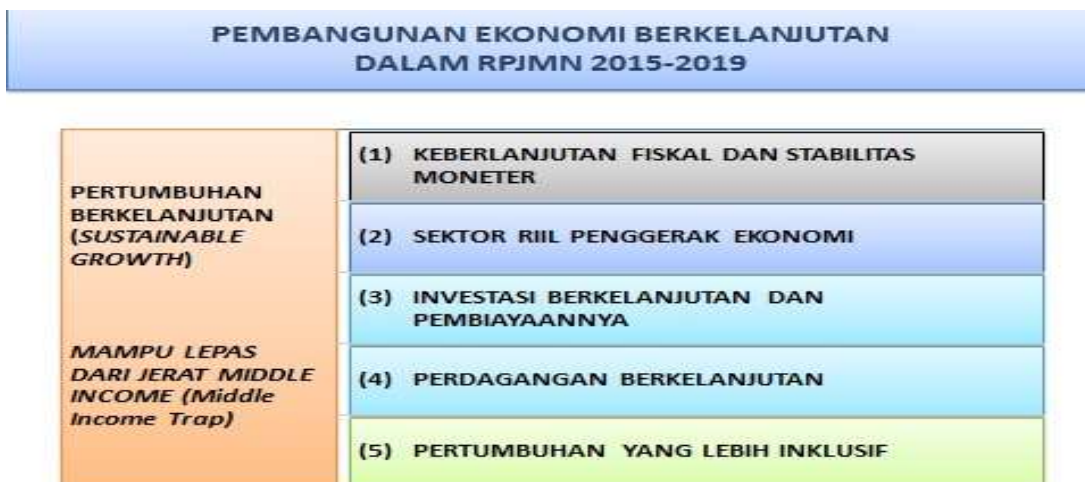 PEMBANGUNAN EKONOMI BERKELANJUTAN
DALAM RPJMN 2015-2019
PERTUMBUHAN
BERKELANJUTAN
(SUSTAINABLE
GROWTH)
MAMPU LEPAS
DARI JERAT MIDDLE
INCOME (Middle
Income Trap)
(1) KEBERLANJUTAN FISKAL DAN STABILITAS
MONETER
(2) SEKTOR RIIL PENGGERAK EKONOMI
(3) INVESTASI BERKELANJUTAN DAN
PEMBIAYAANNYA
(4) PERDAGANGAN BERKELANJUTAN
(5) PERTUMBUHAN YANG LEBIH INKLUSIF